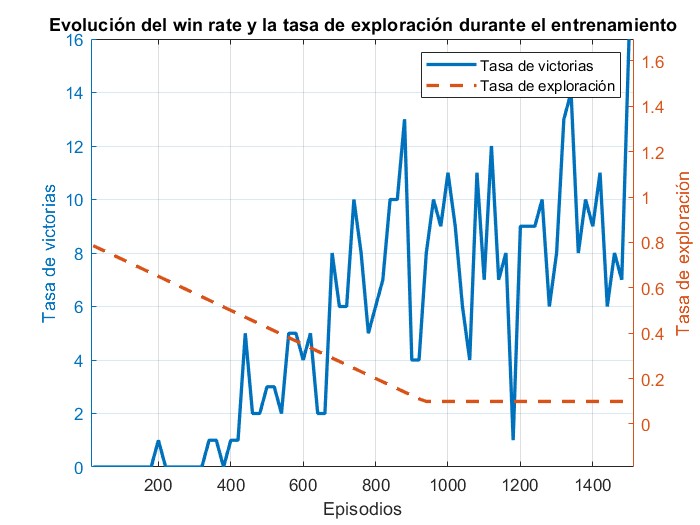 Evolución del win rate y la tasa de exploración durante el entrenamiento
Tasa de victorias
Tasa de exploración
16
14
12
10
8
6
4
2
0
Tasa de victorias
1.6
1.4
1.2
1
0.8
0.6
0.4
0.2
0
Tasa de exploración
200 400 600 800 1000 1200 1400
Episodios